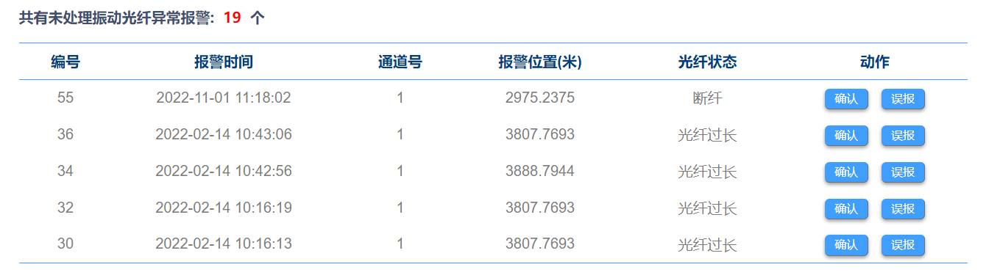 共有未处理振动光纤异常报警: 19 个
编号 报警时间 通道号 报警位置(米) 光纤状态 动作
55 2022-11-01 11:18:02 1 2975.2375 断纤 确认 误报
36 2022-02-14 10:43:06 1 3807.7693 光纤过长 确认 误报
34 2022-02-14 10:42:56 1 3888.7944 光纤过长 确认 误报
32 2022-02-14 10:16:19 1 3807.7693 光纤过长 确认 误报
30 2022-02-14 10:16:13 1 3807.7693 光纤过长 确认 误报